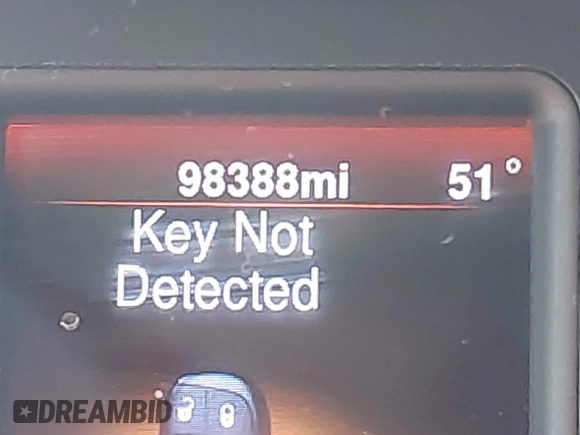 98388mi 51°
Key Not
Detected
DREAMBID